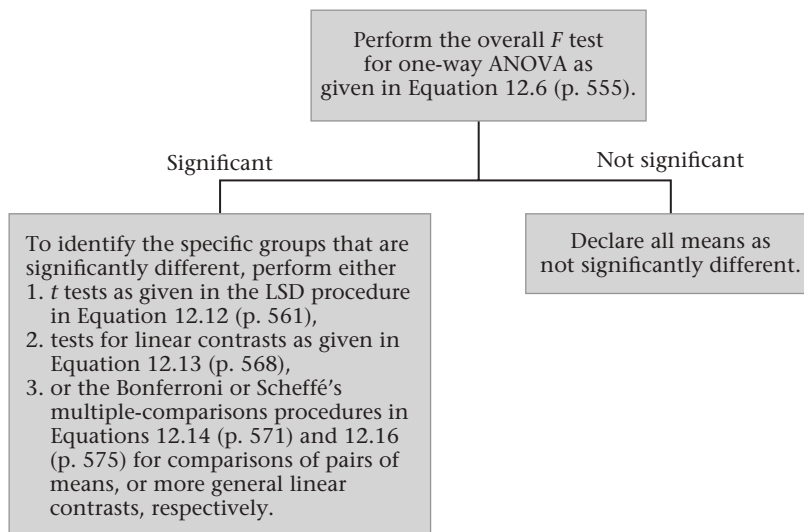 Perform the overall F test
for one-way ANOVA as
given in Equation 12.6 (p. 555).
Significant
Not significant
To identify the specific groups that are
significantly different, perform either
1. t tests as given in the LSD procedure
in Equation 12.12 (p. 561),
2. tests for linear contrasts as given in
Equation 12.13 (p. 568),
3. or the Bonferroni or Scheffé’s
multiple-comparisons procedures in
Equations 12.14 (p. 571) and 12.16
(p. 575) for comparisons of pairs of
means, or more general linear
contrasts, respectively.
Declare all means as
not significantly different.